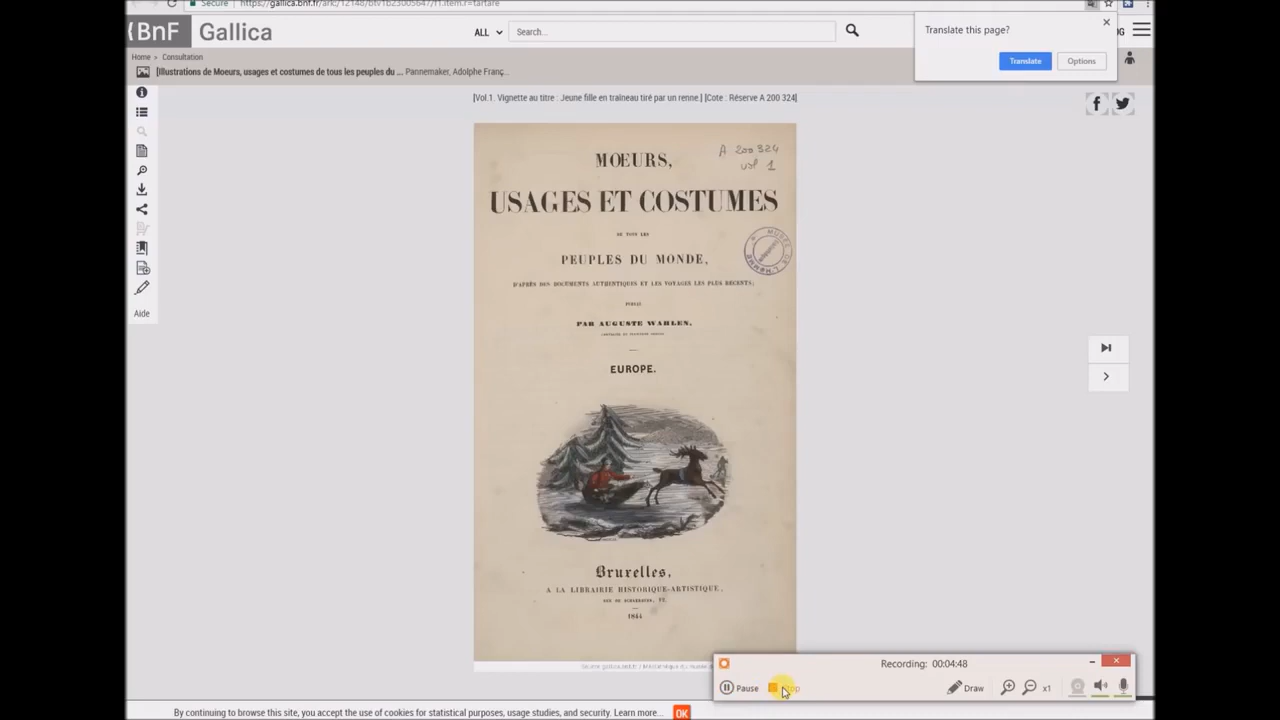 Secure https://gallica.bnf.fr/ark:/12148/btv1b23005647/f1.item.r=tartare
BnF Gallica
ALL
Search...
Translate this page?
Translate
Options
Home > Consultation
[Illustrations de Moeurs, usages et costumes de tous les peuples du ... Pannemaker, Adolphe Franç...
[Vol.1. Vignette au titre : Jeune fille en traîneau tiré par un renne.] [Cote : Réserve A 200 324]
A 200 324
vol 1
MŒURS,
USAGES ET COSTUMES
DE TOUS LES
PEUPLES DU MONDE,
D'APRÈS DES DOCUMENTS AUTHENTIQUES ET LES VOYAGES LES PLUS RÉCENTS;
PUBLIÉ
PAR AUGUSTE WAHLEN,
EUROPE.
Bruxelles,
A LA LIBRAIRIE HISTORIQUE-ARTISTIQUE,
1844
Aide
Recording: 00:04:48
Pause
Stop
Draw
x1
By continuing to browse this site, you accept the use of cookies for statistical purposes, usage studies, and security. Learn more...
OK